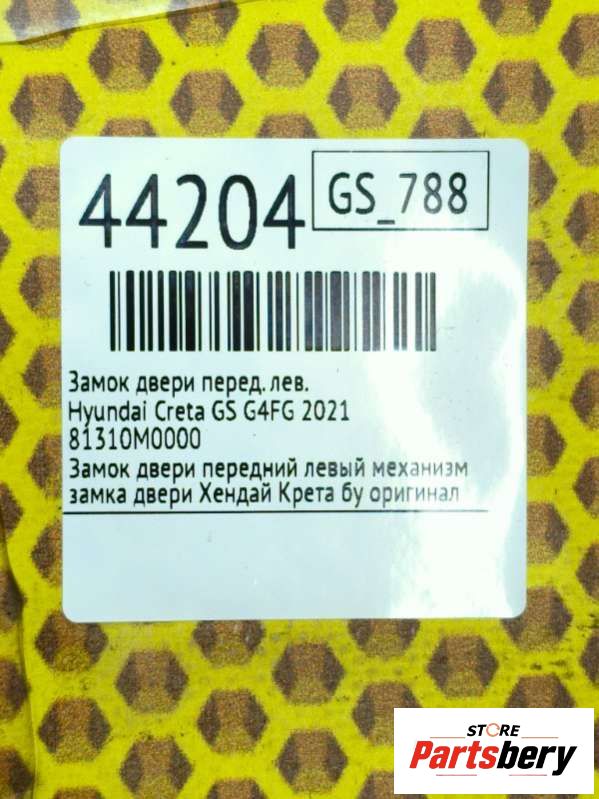 44204
GS_788
Замок двери перед. лев.
Hyundai Creta GS G4FG 2021
81310M0000
Замок двери передний левый механизм
замка двери Хендай Крета бу оригинал
STORE
Partsbery